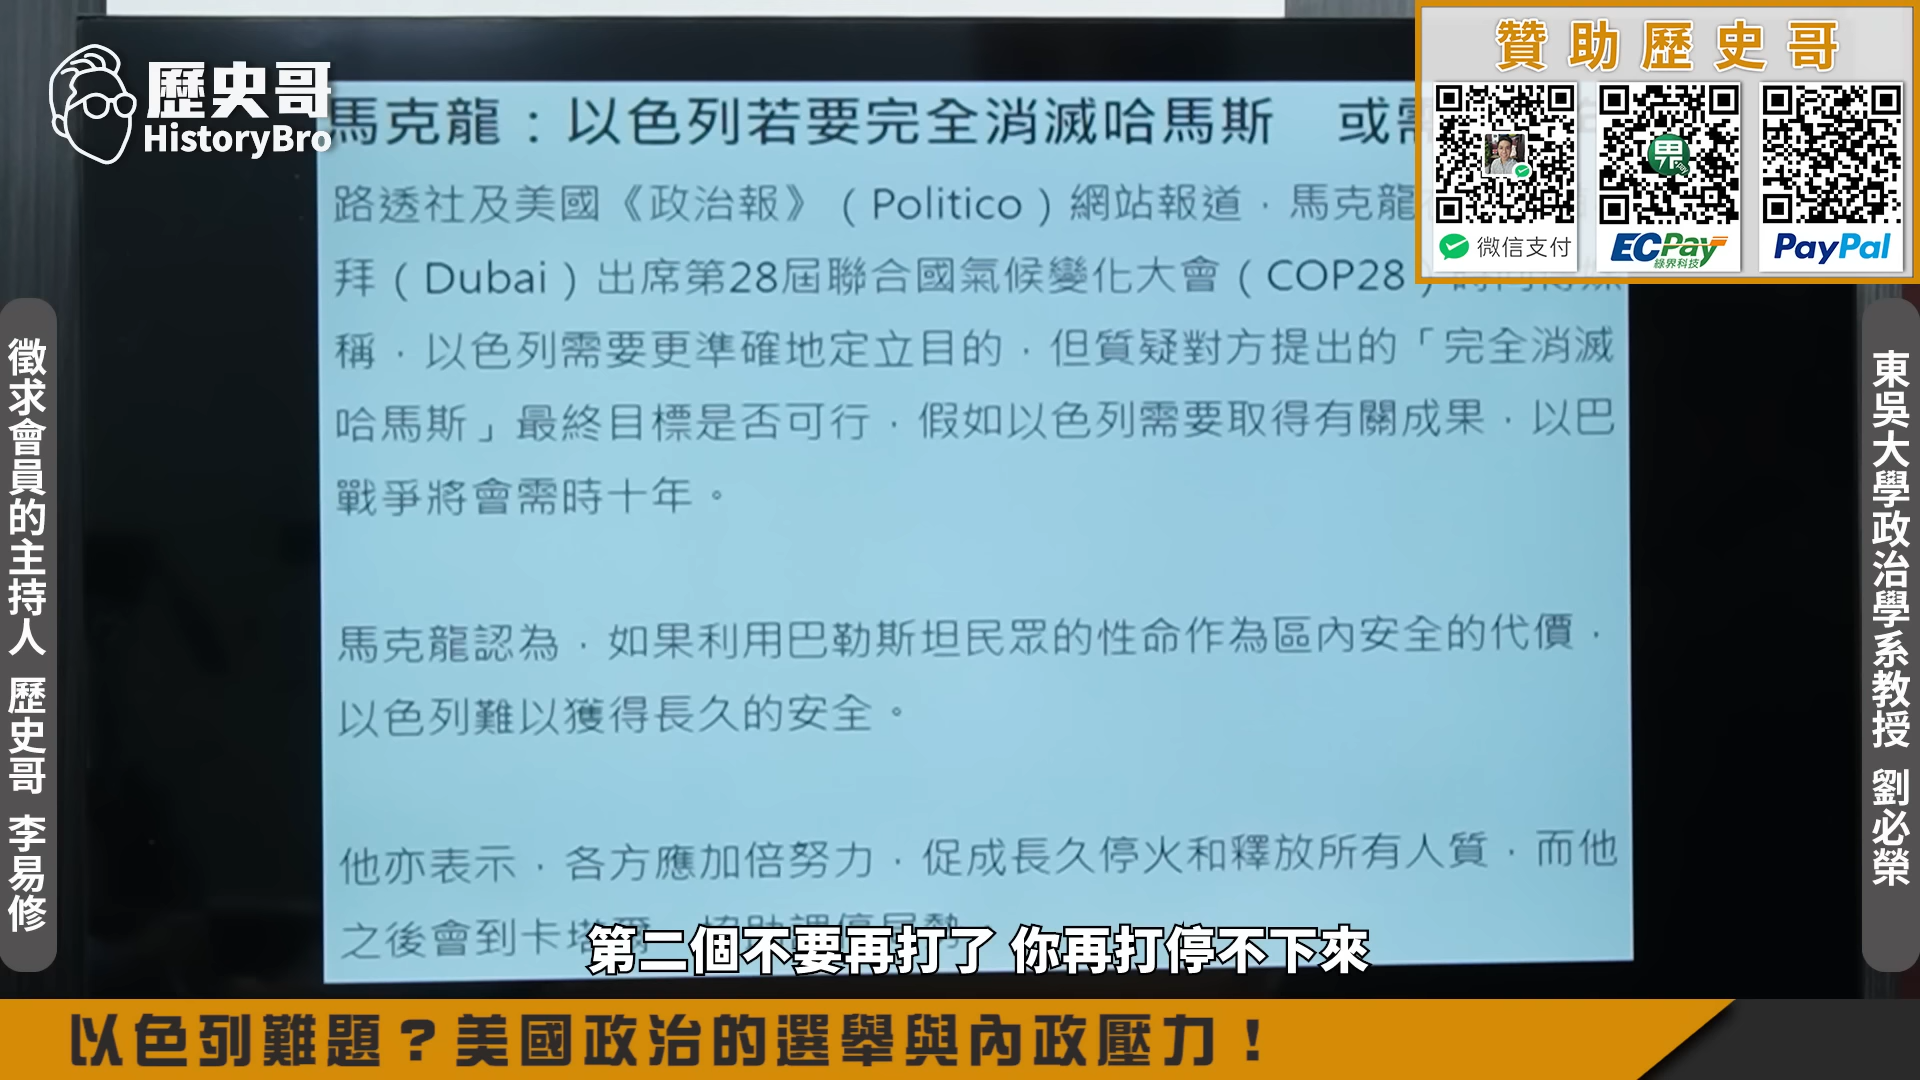 歷史哥
HistoryBro
贊助歷史哥
微信支付
ECPay
綠界科技
PayPal
馬克龍：以色列若要完全消滅哈馬斯　或需
路透社及美國《政治報》（Politico）網站報道，馬克龍
拜（Dubai）出席第28屆聯合國氣候變化大會（COP28）
稱，以色列需要更準確地定立目的，但質疑對方提出的「完全消滅
哈馬斯」最終目標是否可行，假如以色列需要取得有關成果，以巴
戰爭將會需時十年。
馬克龍認為，如果利用巴勒斯坦民眾的性命作為區內安全的代價，
以色列難以獲得長久的安全。
他亦表示，各方應加倍努力，促成長久停火和釋放所有人質，而他
之後會到卡塔爾，協助調停局勢
徵求會員的主持人 歷史哥 李易修
東吳大學政治學系教授 劉必榮
第二個不要再打了 你再打停不下來
以色列難題？美國政治的選舉與內政壓力！